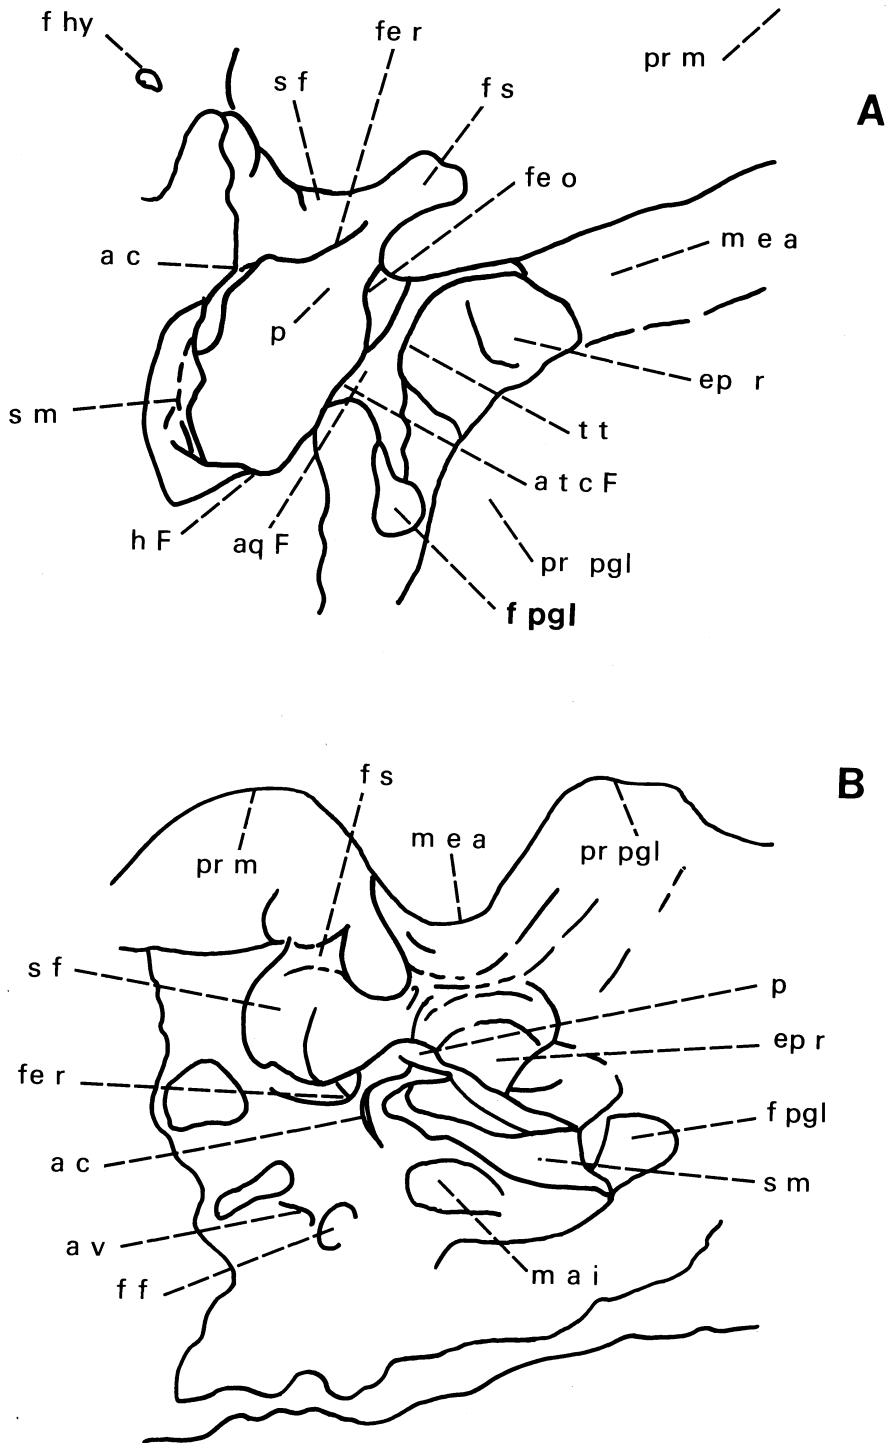 f hy
fe r
pr m
s f
f s
A
fe o
a c
m e a
p
ep r
s m
t t
a t c F
h F
aq F
pr pgl
f pgl
f s
B
m e a
pr m
pr pgl
s f
p
ep r
fe r
f pgl
a c
s m
a v
m a i
f f